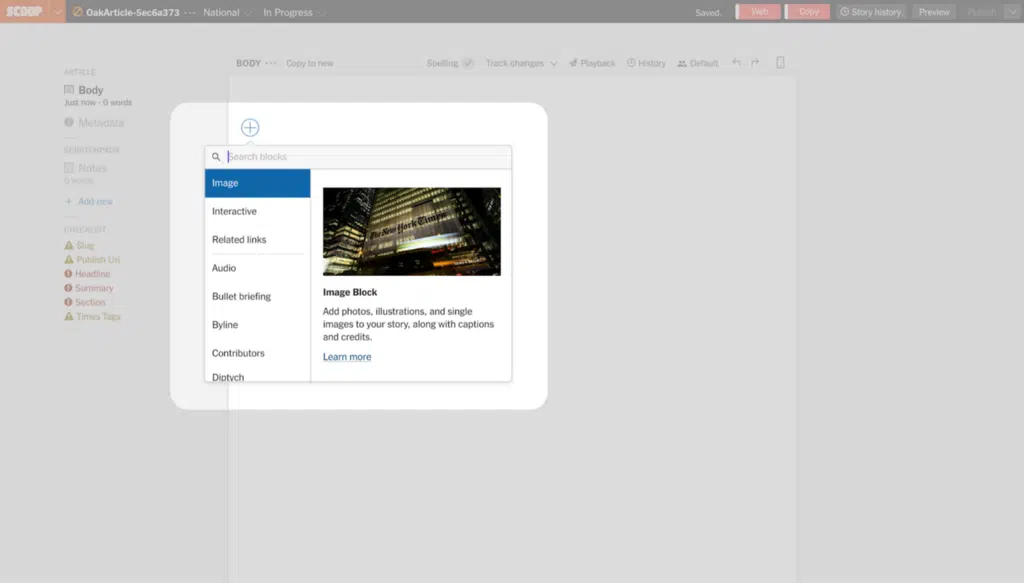 SCOOP OakArticle-5ec6a373 ··· National In Progress Saved. Web Copy Story history Preview Publish
ARTICLE
Body
Just now · 0 words
Metadata
SCRATCHPADS
Notes
0 words
+ Add new
CHECKLIST
Slug
Publish Url
Headline
Summary
Section
Times Tags
BODY ··· Copy to new Spelling Track changes Playback History Default
Search blocks
Image
Interactive
Related links
Audio
Bullet briefing
Byline
Contributors
Diptych
The New York Times
Image Block
Add photos, illustrations, and single
images to your story, along with captions
and credits.
Learn more